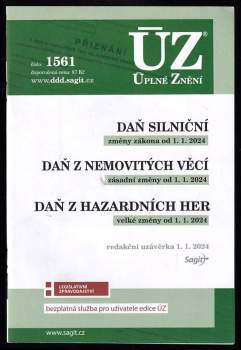 PŘIZNÁNÍ
číslo: 1561
doporučená cena: 87 Kč
www.ddd.sagit.cz
ÚZ®
ÚPLNÉ ZNĚNÍ
DAŇ SILNIČNÍ
změny zákona od 1. 1. 2024
DAŇ Z NEMOVITÝCH VĚCÍ
zásadní změny od 1. 1. 2024
DAŇ Z HAZARDNÍCH HER
velké změny od 1. 1. 2024
redakční uzávěrka 1. 1. 2024
Sagit
LEGISLATIVNÍ
ZPRAVODAJSTVÍ
bezplatná služba pro uživatele edice ÚZ
www.sagit.cz